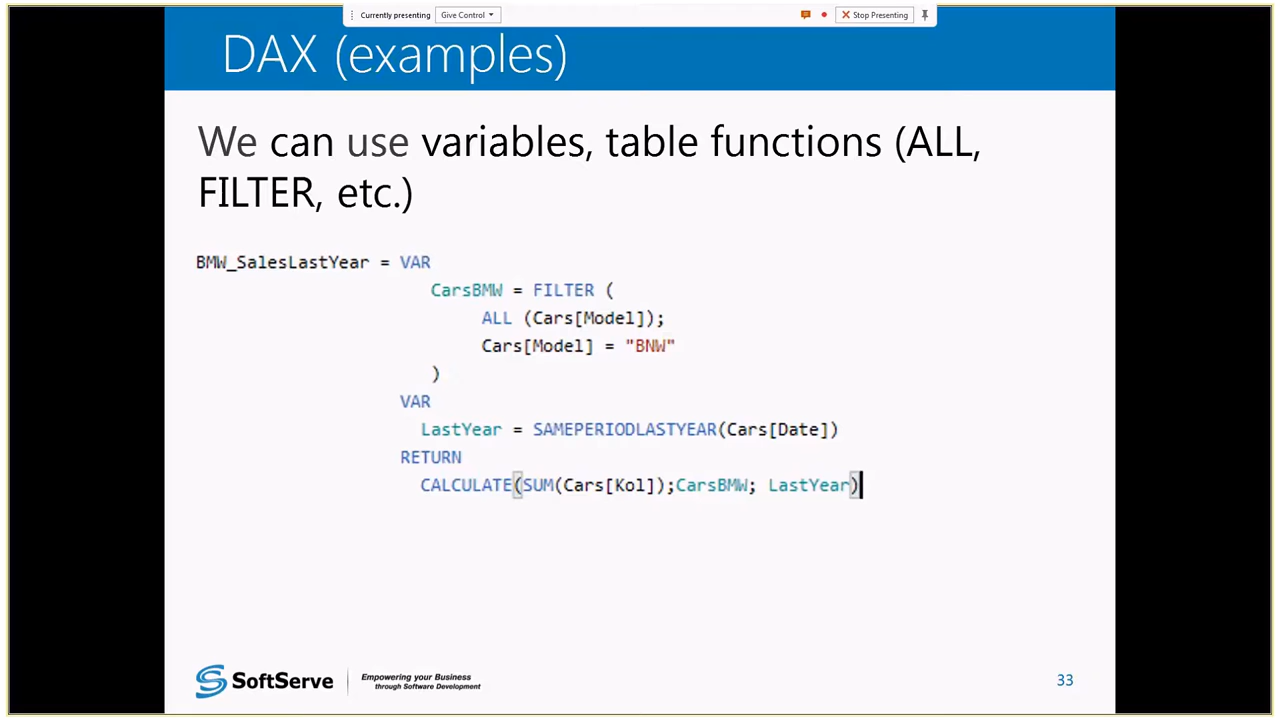 Currently presenting Give Control Stop Presenting
DAX (examples)
We can use variables, table functions (ALL,
FILTER, etc.)
BMW_SalesLastYear = VAR
CarsBMW = FILTER (
ALL (Cars[Model]);
Cars[Model] = "BNW"
)
VAR
LastYear = SAMEPERIODLASTYEAR(Cars[Date])
RETURN
CALCULATE(SUM(Cars[Kol]);CarsBMW; LastYear)
SoftServe
Empowering your Business
through Software Development
33